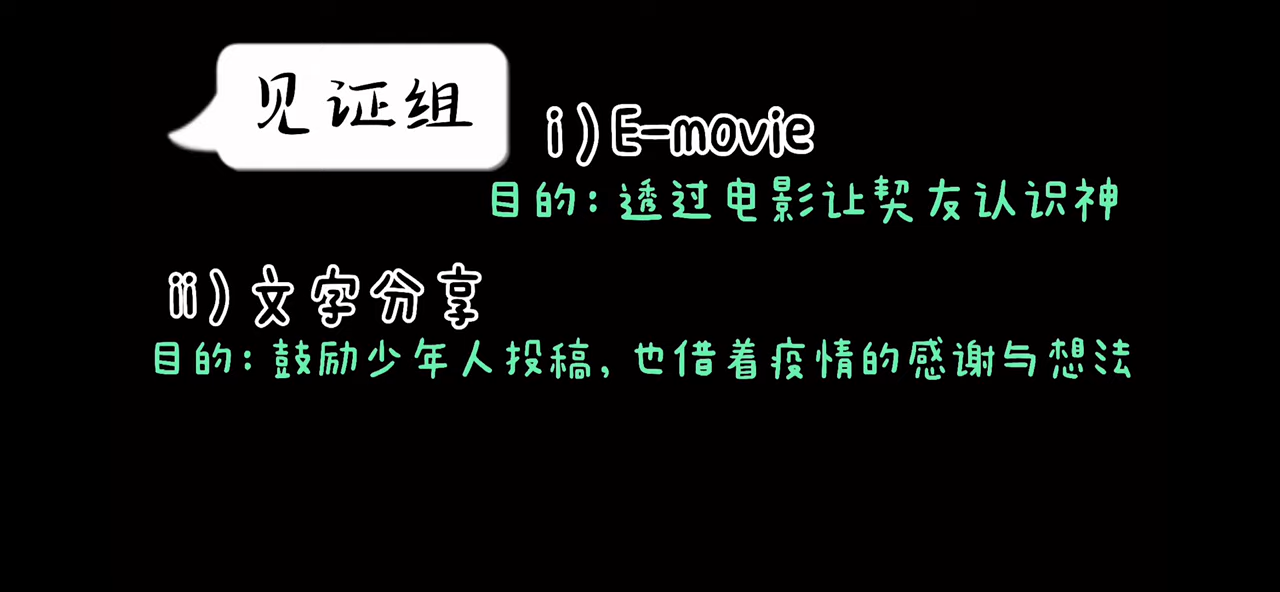 见证组
i) E-movie
目的: 透过电影让契友认识神
ii) 文字分享
目的: 鼓励少年人投稿, 也借着疫情的感谢与想法